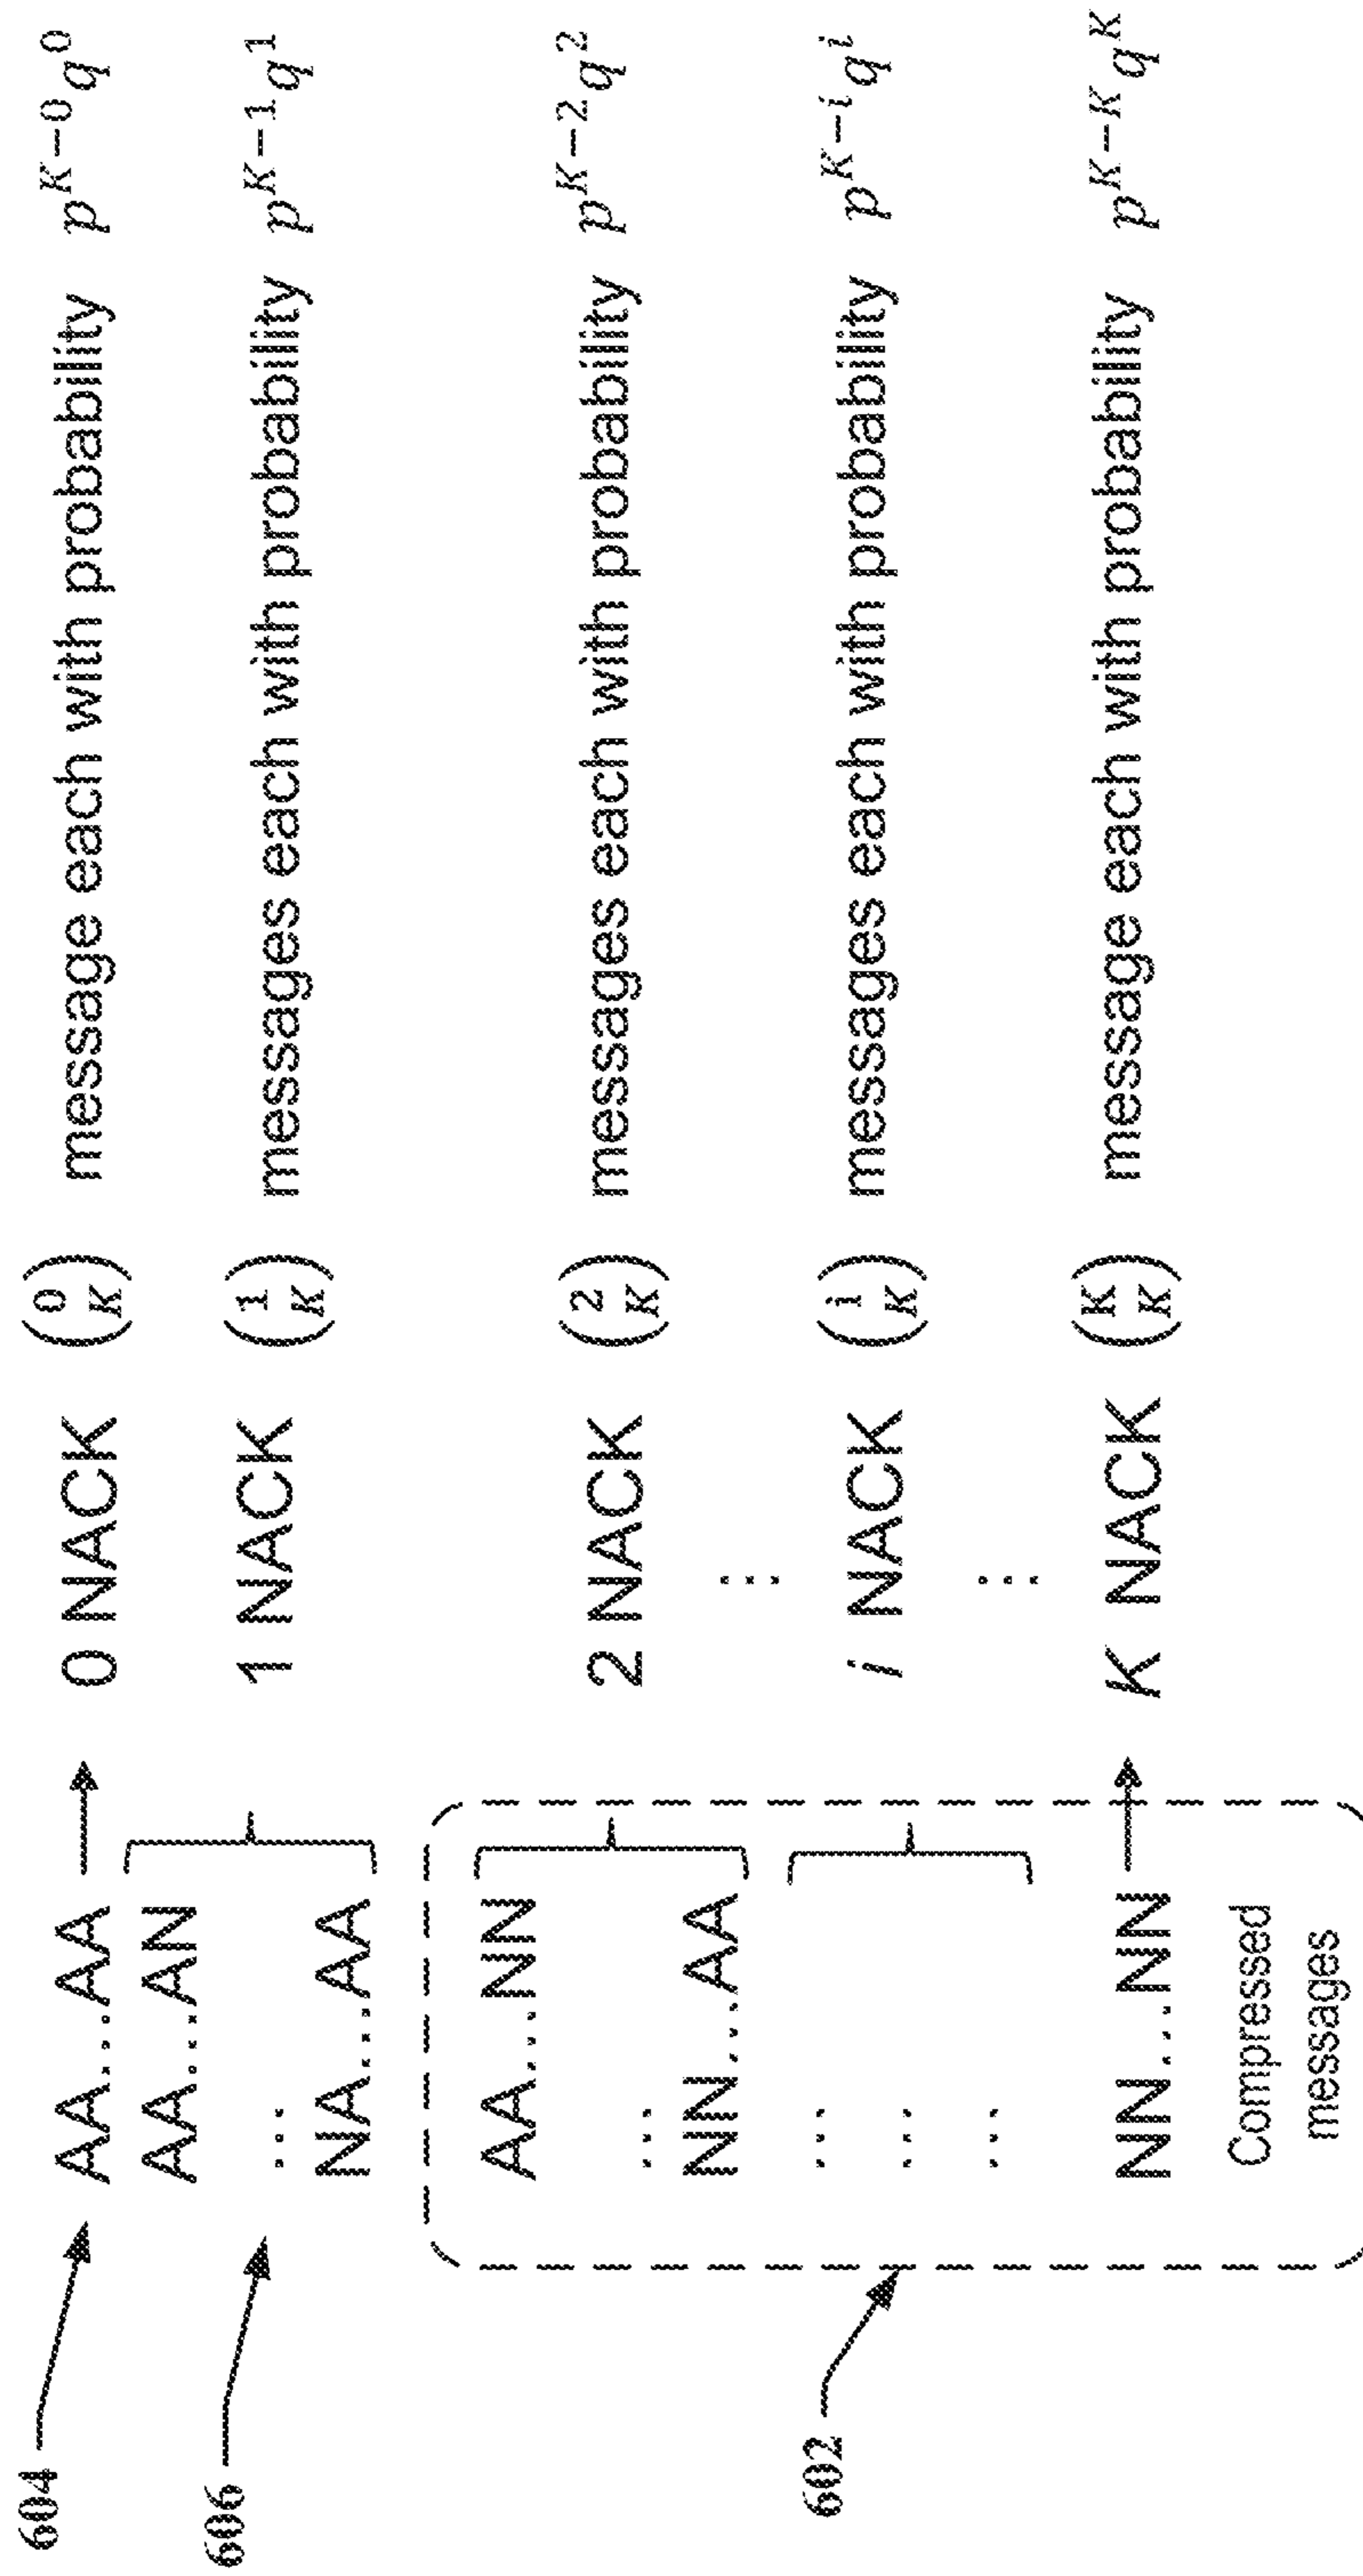 604
AA...AA 0 NACK (0 K) message each with probability p^{K-0}q^0
AA...AN
606
... 1 NACK (1 K) messages each with probability p^{K-1}q^1
NA...AA
AA...NN
... 2 NACK (2 K) messages each with probability p^{K-2}q^2
NN...AA
...
602
... i NACK (i K) messages each with probability p^{K-i}q^i
...
...
NN...NN K NACK (K K) message each with probability p^{K-K}q^K
Compressed
messages